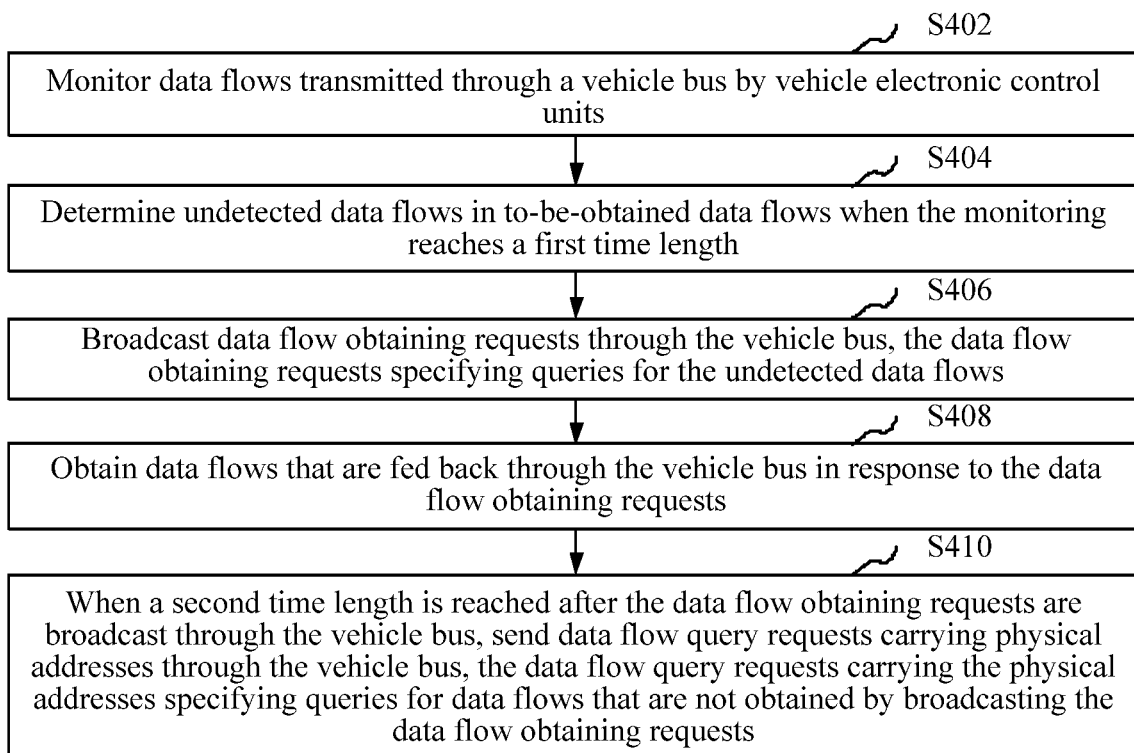 S402
Monitor data flows transmitted through a vehicle bus by vehicle electronic control
units
S404
Determine undetected data flows in to-be-obtained data flows when the monitoring
reaches a first time length
S406
Broadcast data flow obtaining requests through the vehicle bus, the data flow
obtaining requests specifying queries for the undetected data flows
S408
Obtain data flows that are fed back through the vehicle bus in response to the data
flow obtaining requests
S410
When a second time length is reached after the data flow obtaining requests are
broadcast through the vehicle bus, send data flow query requests carrying physical
addresses through the vehicle bus, the data flow query requests carrying the physical
addresses specifying queries for data flows that are not obtained by broadcasting the
data flow obtaining requests